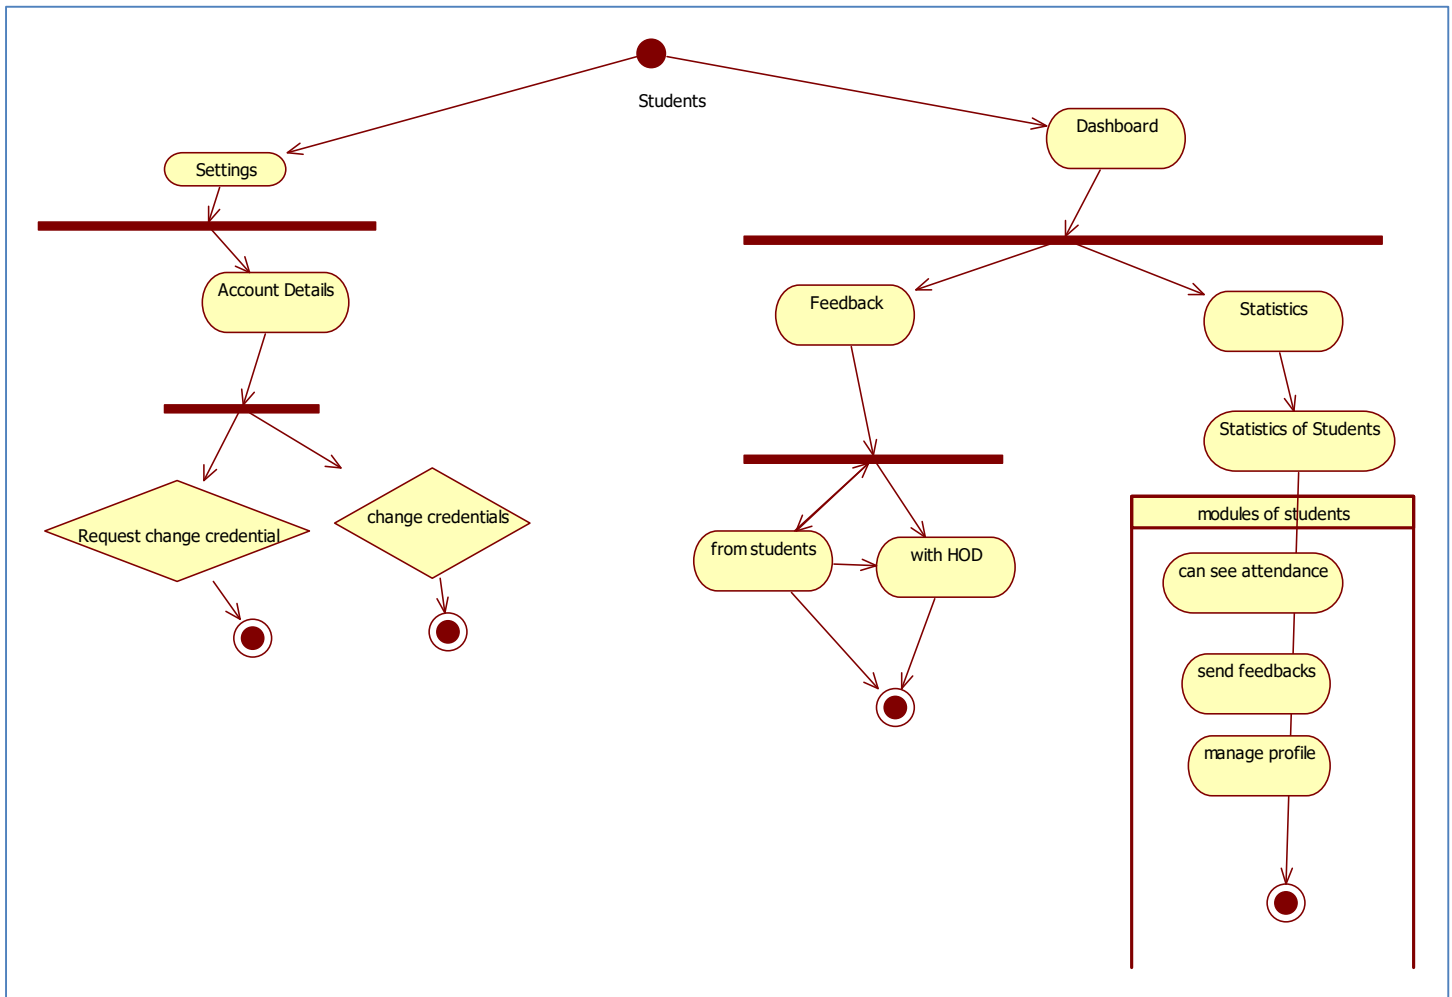 Students
Dashboard
Settings
Account Details
Feedback
Statistics
Statistics of Students
change credentials
Request change credential
modules of students
from students
with HOD
can see attendance
send feedbacks
manage profile